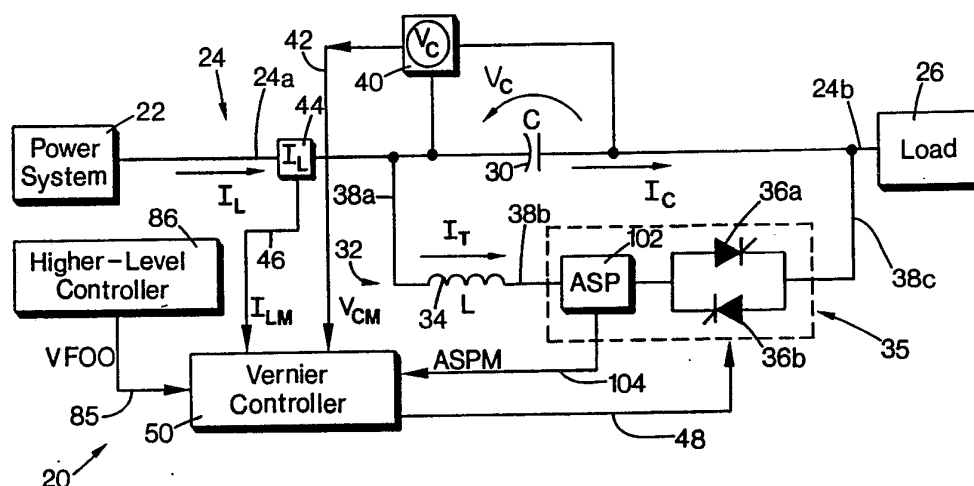 42
V_C
24
24a
22
44
40
V_C
24b
26
Power
System
I_L
C
30
Load
I_L
38a
I_C
36a
86
46
I_T
38b
102
Higher-Level
Controller
32
ASP
38c
34
L
I_LM
V_CM
36b
35
VFOO
Vernier
Controller
ASPM
104
85
50
48
20